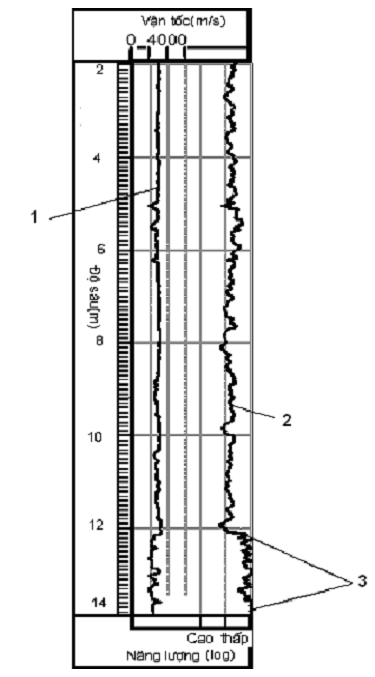 Vận tốc(m/s)
0 4000
2
4
1
6
Độ sâu(m)
8
2
10
12
3
14
Cao thấp
Năng lượng (log)